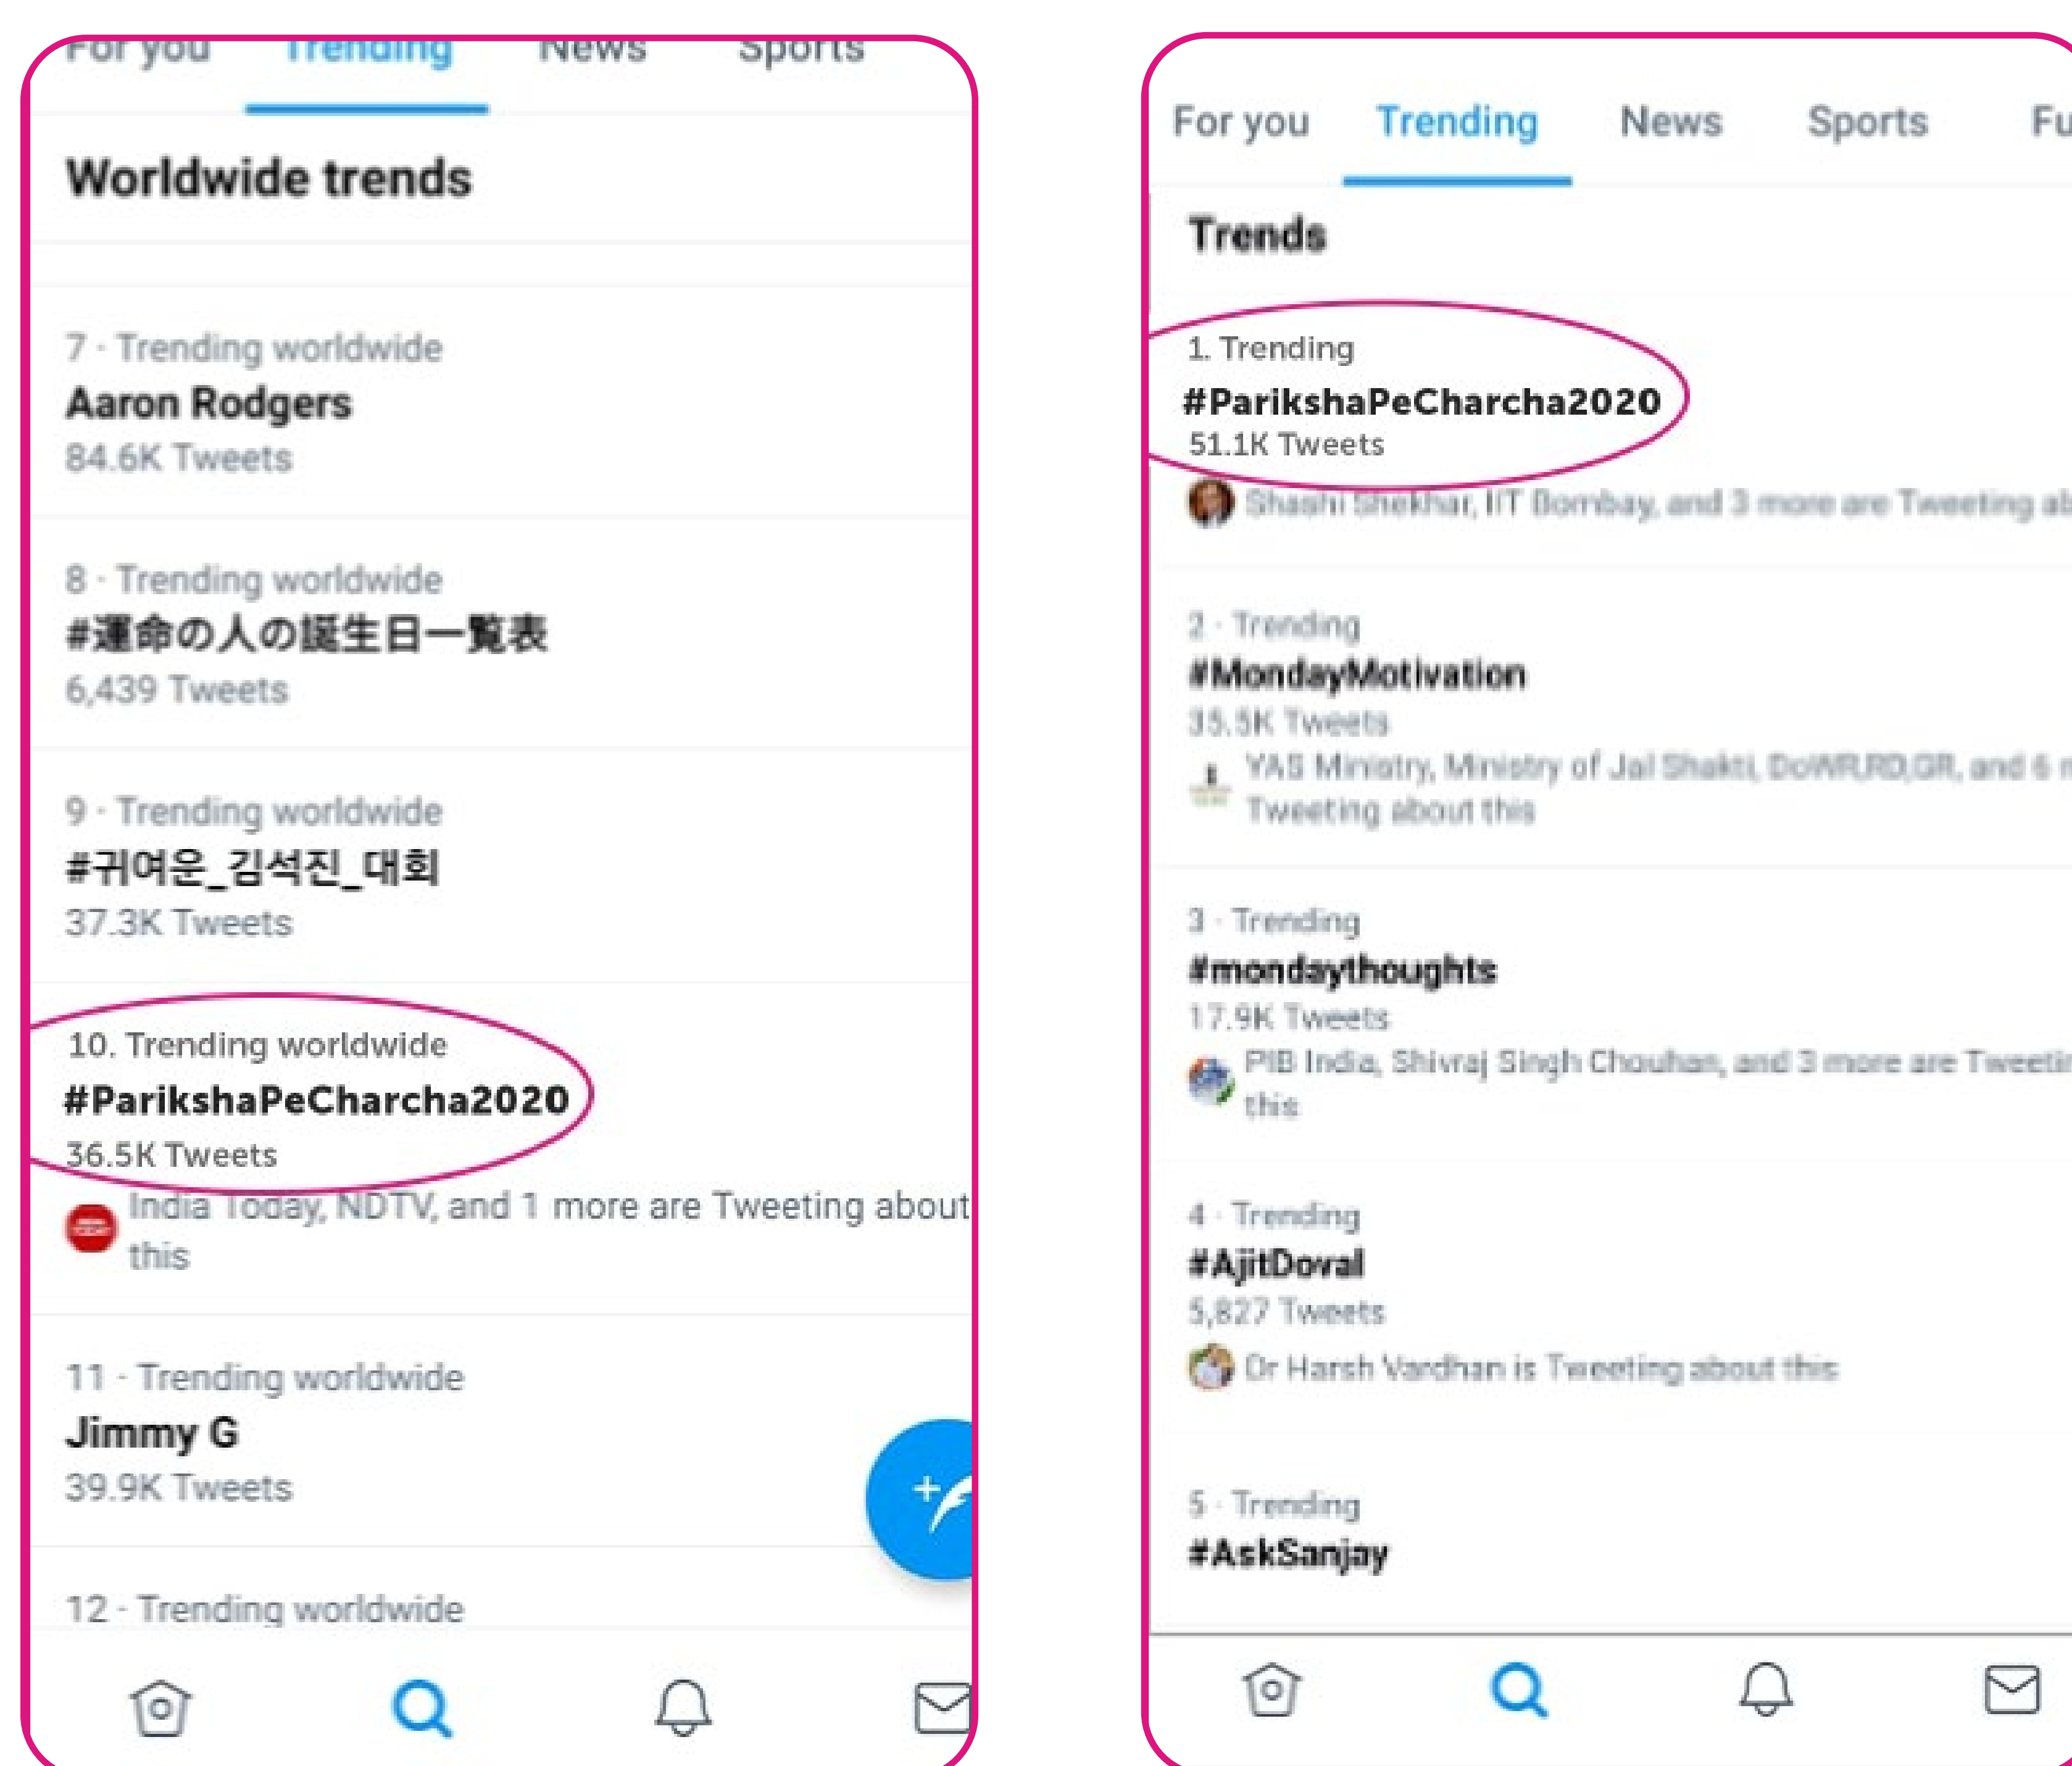 For you Trending News Sports
Worldwide trends
7 · Trending worldwide
Aaron Rodgers
84.6K Tweets
8 · Trending worldwide
#運命の人の誕生日一覧表
6,439 Tweets
9 · Trending worldwide
#귀여운_김석진_대회
37.3K Tweets
10. Trending worldwide
#ParikshaPeCharcha2020
36.5K Tweets
India Today, NDTV, and 1 more are Tweeting about
this
11 · Trending worldwide
Jimmy G
39.9K Tweets
12 · Trending worldwide
For you Trending News Sports Fu
Trends
1. Trending
#ParikshaPeCharcha2020
51.1K Tweets
Shashi Shekhar, IIT Bombay, and 3 more are Tweeting ab
2 · Trending
#MondayMotivation
35.5K Tweets
YAS Ministry, Ministry of Jal Shakti, DoWR,RD,GR, and 6 m
Tweeting about this
3 · Trending
#mondaythoughts
17.9K Tweets
PIB India, Shivraj Singh Chouhan, and 3 more are Tweetin
this
4 · Trending
#AjitDoval
5,827 Tweets
Dr Harsh Vardhan is Tweeting about this
5 · Trending
#AskSanjay